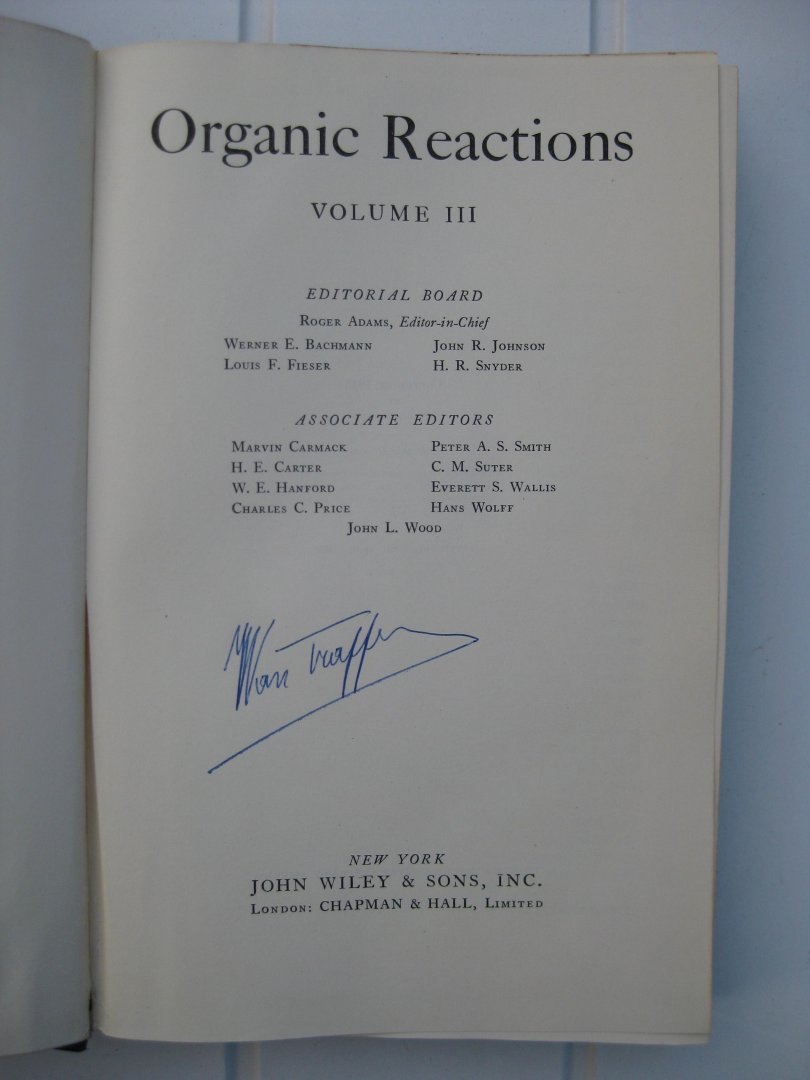 Organic Reactions
VOLUME III
EDITORIAL BOARD
ROGER ADAMS, Editor-in-Chief
WERNER E. BACHMANN JOHN R. JOHNSON
LOUIS F. FIESER H. R. SNYDER
ASSOCIATE EDITORS
MARVIN CARMACK PETER A. S. SMITH
H. E. CARTER C. M. SUTER
W. E. HANFORD EVERETT S. WALLIS
CHARLES C. PRICE HANS WOLFF
JOHN L. WOOD
NEW YORK
JOHN WILEY & SONS, INC.
LONDON: CHAPMAN & HALL, LIMITED